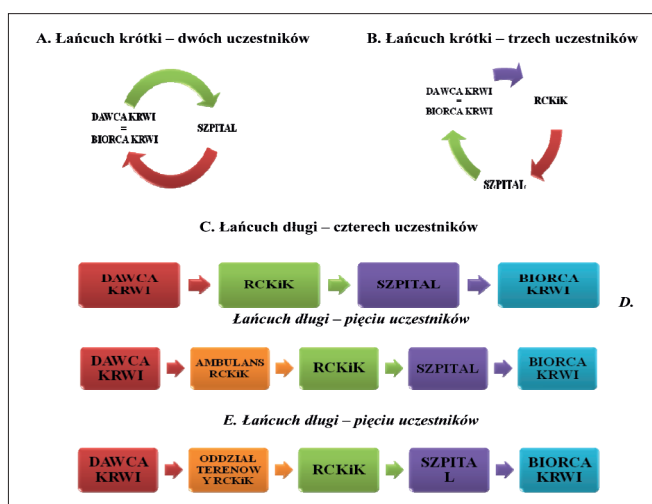 A. Łańcuch krótki – dwóch uczestników
DAWCA KRWI
=
BIORCA KRWI
SZPITAL
B. Łańcuch krótki – trzech uczestników
DAWCA KRWI
=
BIORCA KRWI
RCKiK
SZPITAL
C. Łańcuch długi – czterech uczestników
DAWCA
KRWI
RCKiK
SZPITAL
BIORCA
KRWI
D.
Łańcuch długi – pięciu uczestników
DAWCA
KRWI
AMBULANS
RCKiK
RCKiK
SZPITAL
BIORCA
KRWI
E. Łańcuch długi – pięciu uczestników
DAWCA
KRWI
ODDZIAŁ
TERENOW
Y RCKiK
RCKiK
SZPITA
L
BIORCA
KRWI